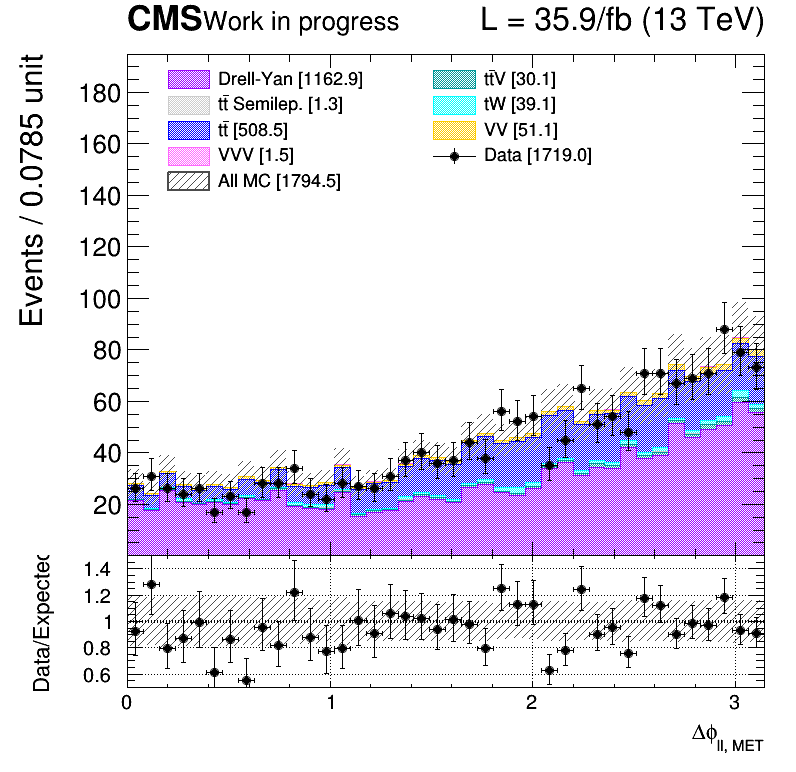 CMS Work in progress L = 35.9/fb (13 TeV)
Events / 0.0785 unit
Drell-Yan [1162.9]
tt̄ Semilep. [1.3]
tt̄ [508.5]
VVV [1.5]
All MC [1794.5]
tt̄V [30.1]
tW [39.1]
VV [51.1]
Data [1719.0]
180
160
140
120
100
80
60
40
20
Data/Expected
1.4
1.2
1
0.8
0.6
0 1 2 3
Δϕll, MET